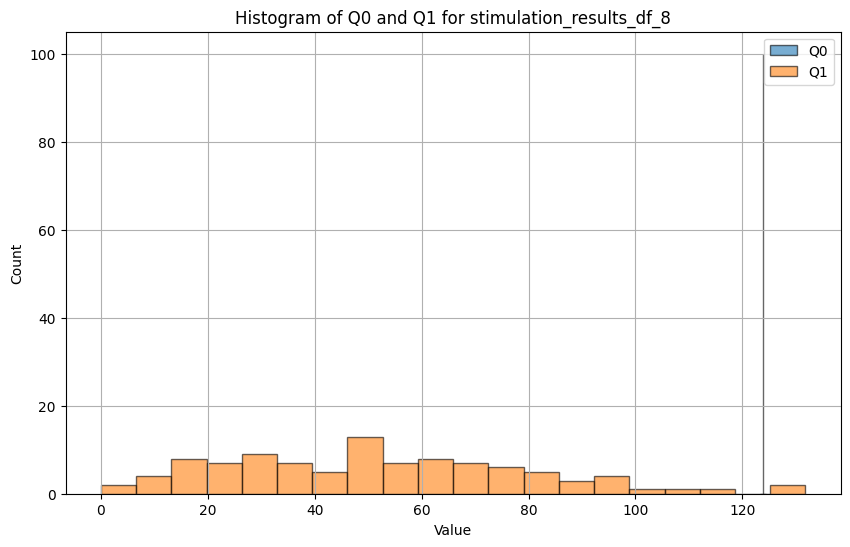 Histogram of Q0 and Q1 for stimulation_results_df_8
Q0
Q1
100
80
60
40
20
0
Count
0 20 40 60 80 100 120
Value